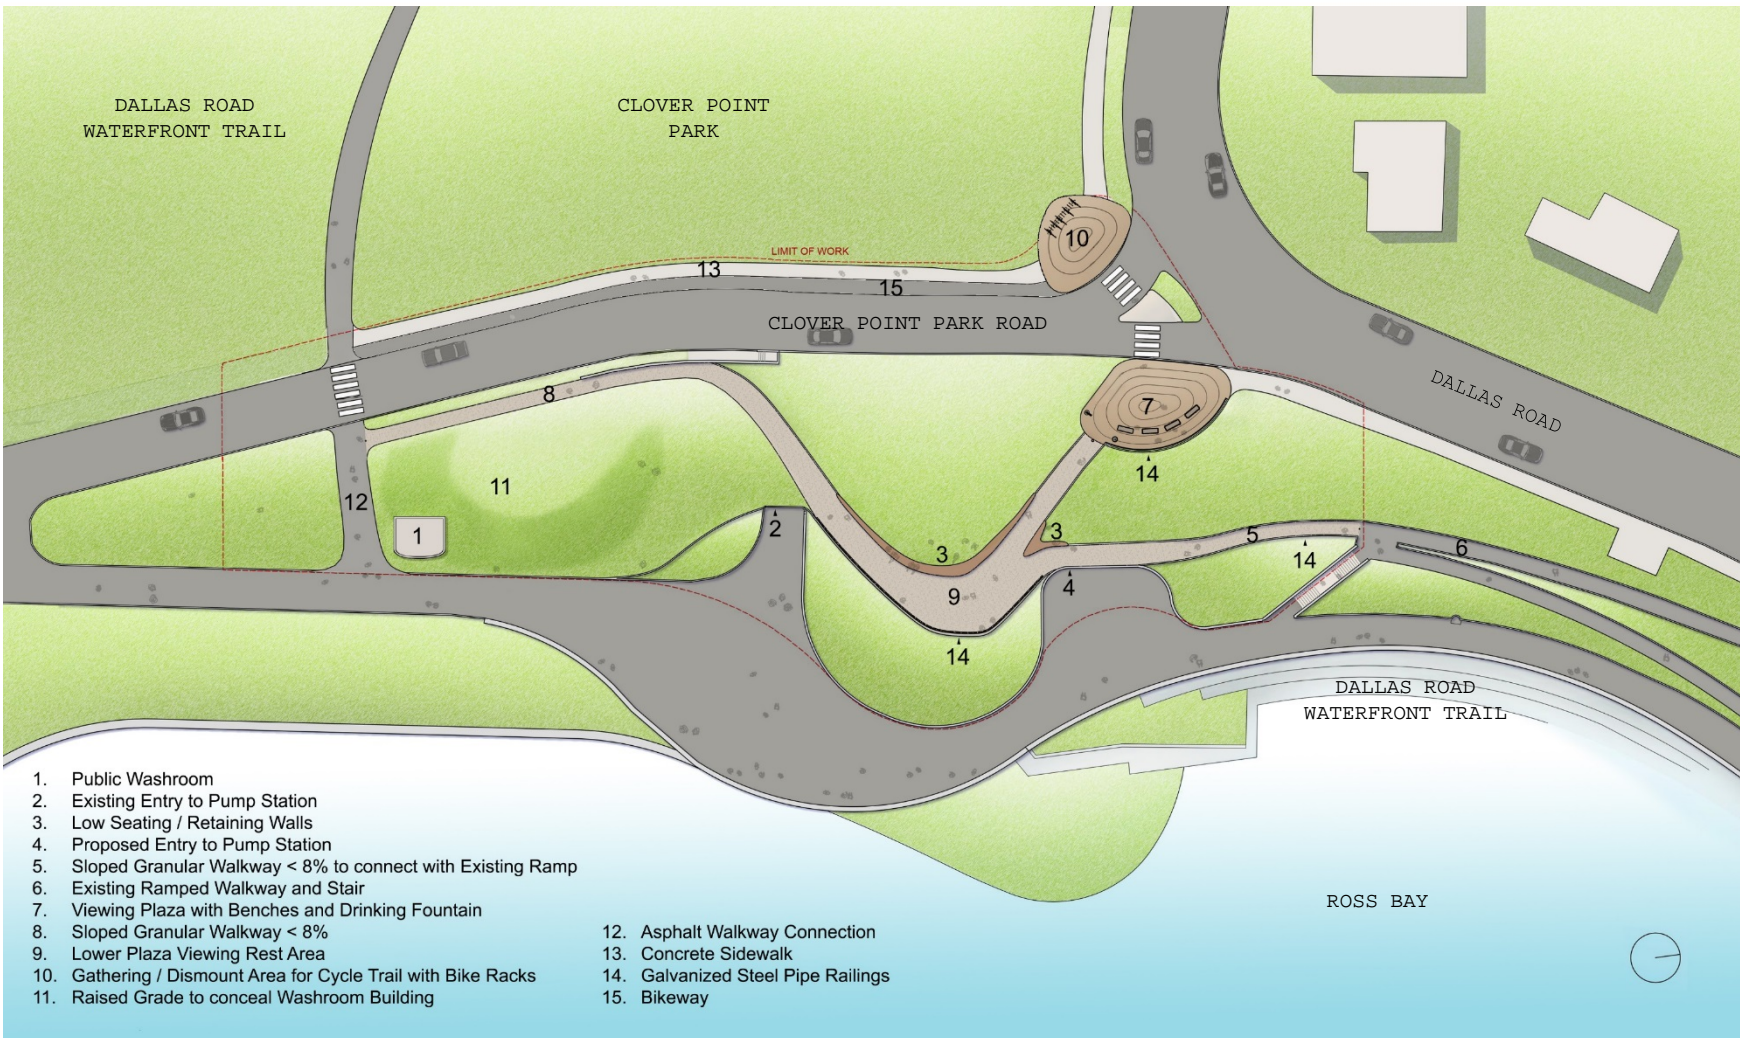 DALLAS ROAD
WATERFRONT TRAIL
CLOVER POINT
PARK
10
LIMIT OF WORK
13
15
CLOVER POINT PARK ROAD
8
7
DALLAS ROAD
14
11
12
1
2
3
3
5
14
6
9
4
14
DALLAS ROAD
WATERFRONT TRAIL
ROSS BAY
1. Public Washroom
2. Existing Entry to Pump Station
3. Low Seating / Retaining Walls
4. Proposed Entry to Pump Station
5. Sloped Granular Walkway < 8% to connect with Existing Ramp
6. Existing Ramped Walkway and Stair
7. Viewing Plaza with Benches and Drinking Fountain
8. Sloped Granular Walkway < 8%
9. Lower Plaza Viewing Rest Area
10. Gathering / Dismount Area for Cycle Trail with Bike Racks
11. Raised Grade to conceal Washroom Building
12. Asphalt Walkway Connection
13. Concrete Sidewalk
14. Galvanized Steel Pipe Railings
15. Bikeway